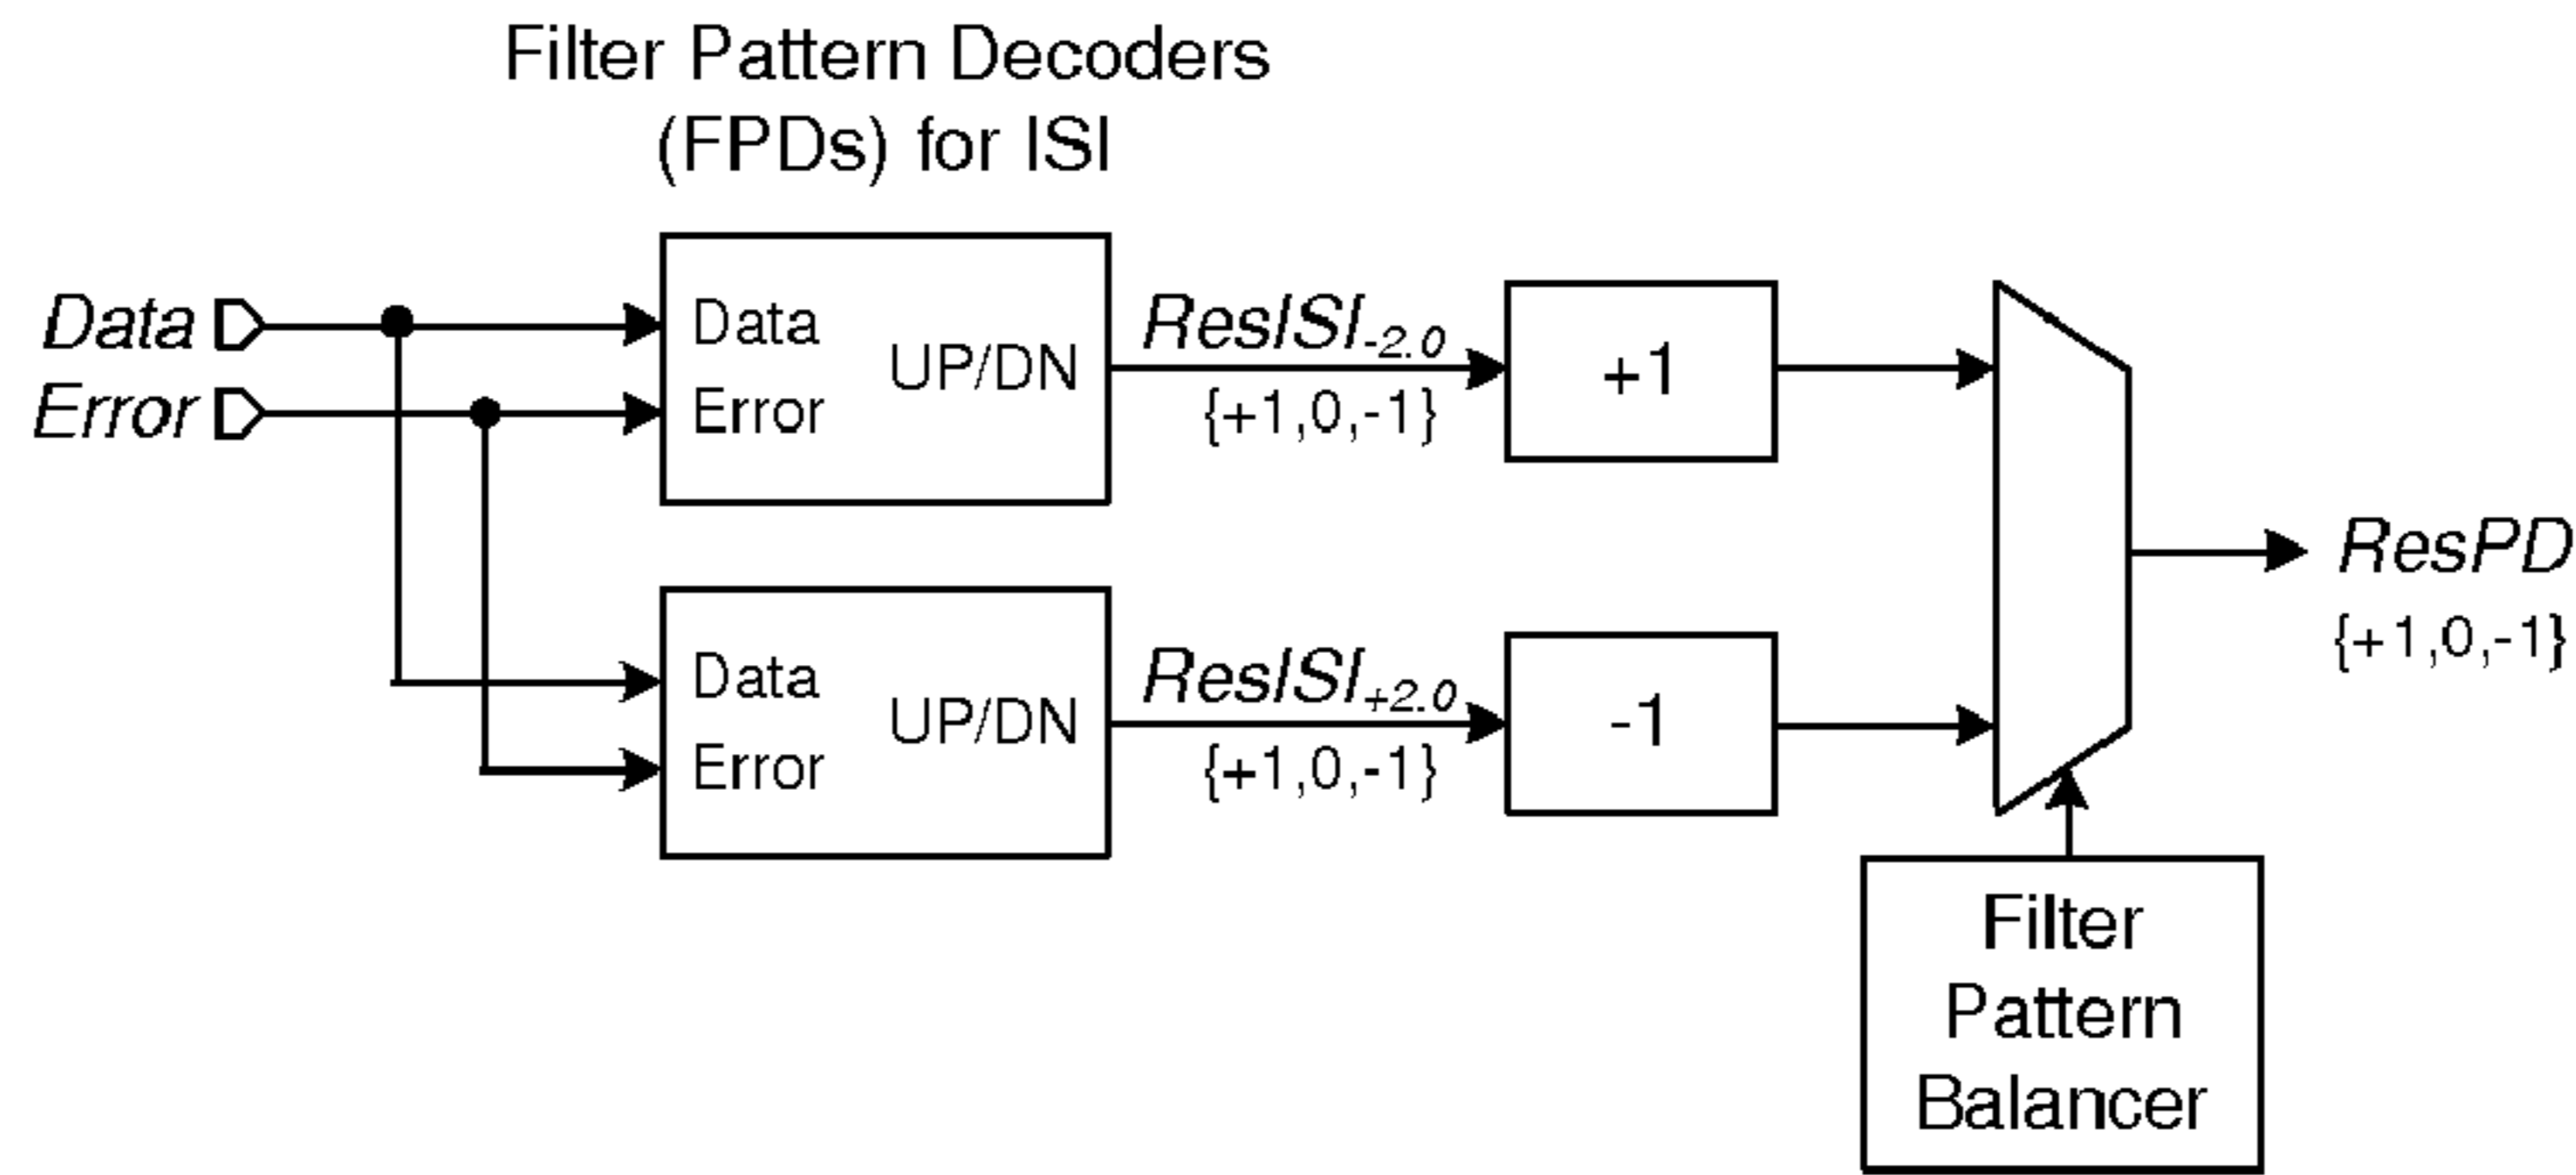 Filter Pattern Decoders
(FPDs) for ISI
Data
Error
Data
Error
UP/DN
ResISI-2.0
{+1,0,-1}
+1
Data
Error
UP/DN
ResISI+2.0
{+1,0,-1}
-1
ResPD
{+1,0,-1}
Filter
Pattern
Balancer